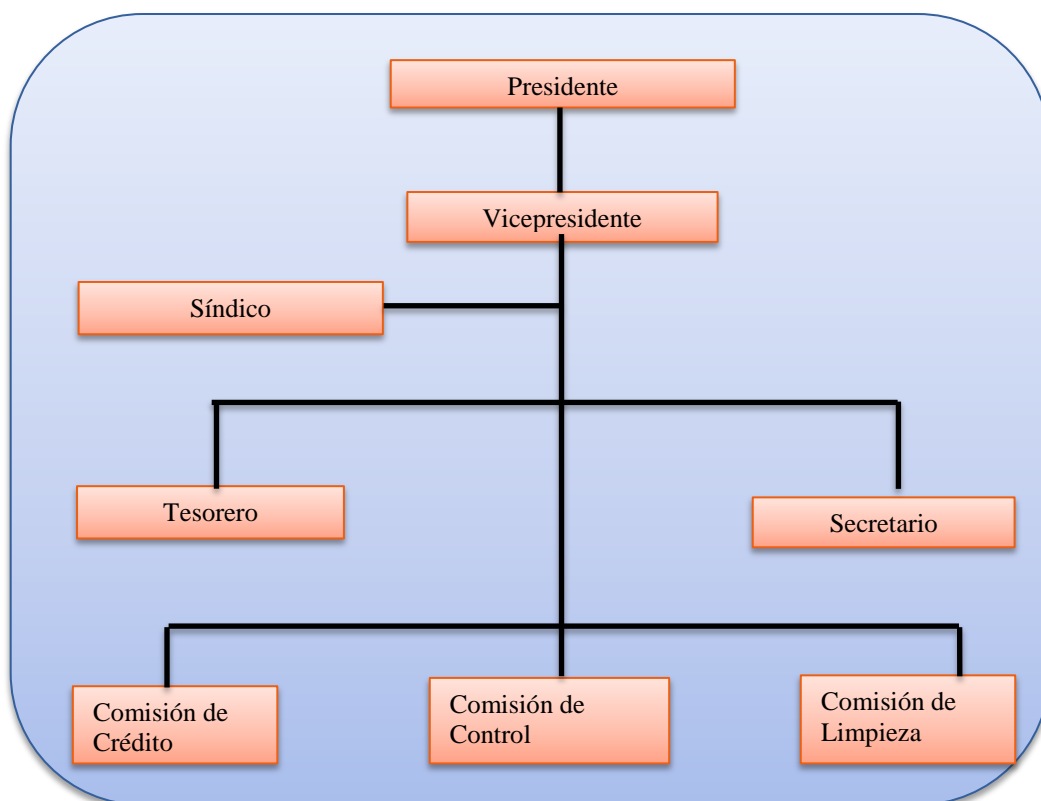 Presidente
Vicepresidente
Síndico
Tesorero
Secretario
Comisión de
Crédito
Comisión de
Control
Comisión de
Limpieza